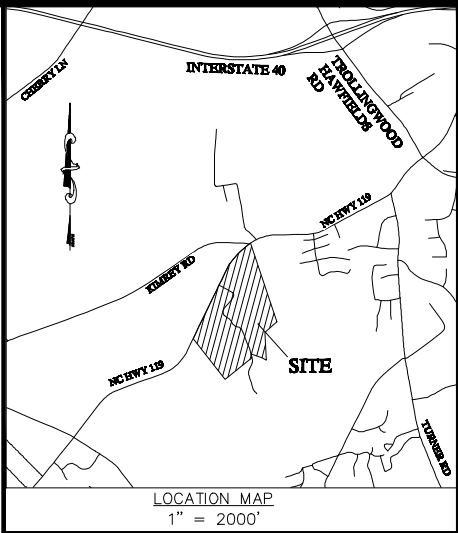 CHERRY LN
INTERSTATE 40
TROLLINGWOOD
HAWFIELDS
RD
NC HWY 119
KIMREY RD
NC HWY 119
SITE
TURNER RD
LOCATION MAP
1" = 2000'